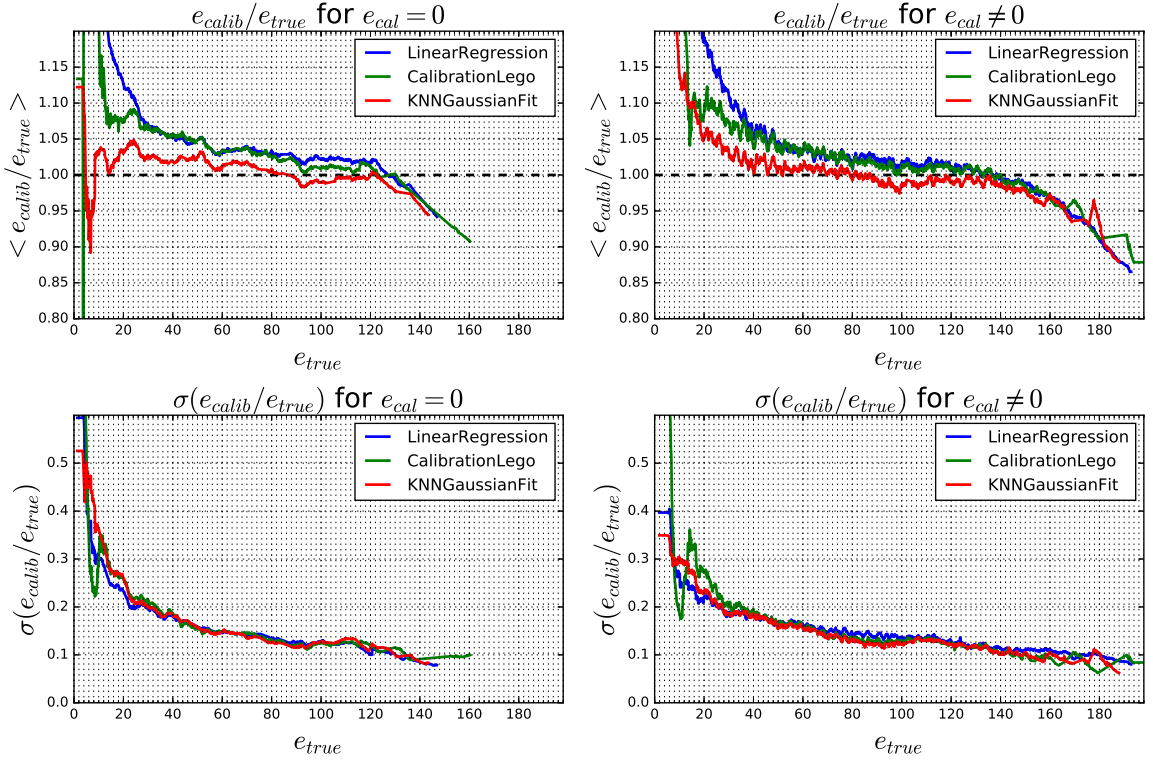 e_calib/e_true for e_cal = 0
1.15
1.10
1.05
1.00
0.95
0.90
0.85
0.80
< e_calib/e_true >
LinearRegression
CalibrationLego
KNNGaussianFit
0 20 40 60 80 100 120 140 160 180
e_true
e_calib/e_true for e_cal ≠ 0
1.15
1.10
1.05
1.00
0.95
0.90
0.85
0.80
< e_calib/e_true >
LinearRegression
CalibrationLego
KNNGaussianFit
0 20 40 60 80 100 120 140 160 180
e_true
σ(e_calib/e_true) for e_cal = 0
0.5
0.4
0.3
0.2
0.1
0.0
σ(e_calib/e_true)
LinearRegression
CalibrationLego
KNNGaussianFit
0 20 40 60 80 100 120 140 160 180
e_true
σ(e_calib/e_true) for e_cal ≠ 0
0.5
0.4
0.3
0.2
0.1
0.0
σ(e_calib/e_true)
LinearRegression
CalibrationLego
KNNGaussianFit
0 20 40 60 80 100 120 140 160 180
e_true